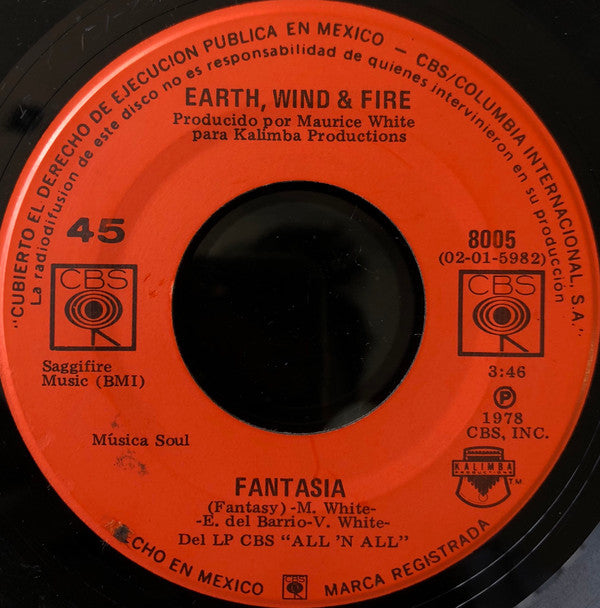 "CUBIERTO EL DERECHO DE EJECUCION PUBLICA EN MEXICO — CBS/COLUMBIA INTERNACIONAL, S.A."
La radiodifusion de este disco no es responsabilidad de quienes intervinieron en su producción
EARTH, WIND & FIRE
Producido por Maurice White
para Kalimba Productions
45
8005
(02-01-5982)
CBS
CBS
Saggifire
Music (BMI)
3:46
P
1978
CBS, INC.
Música Soul
KALIMBA
PRODUCTIONS
TM
FANTASIA
(Fantasy) -M. White-
-E. del Barrio-V. White-
Del LP CBS "ALL 'N ALL"
ECHO EN MEXICO CBS MARCA REGISTRADA